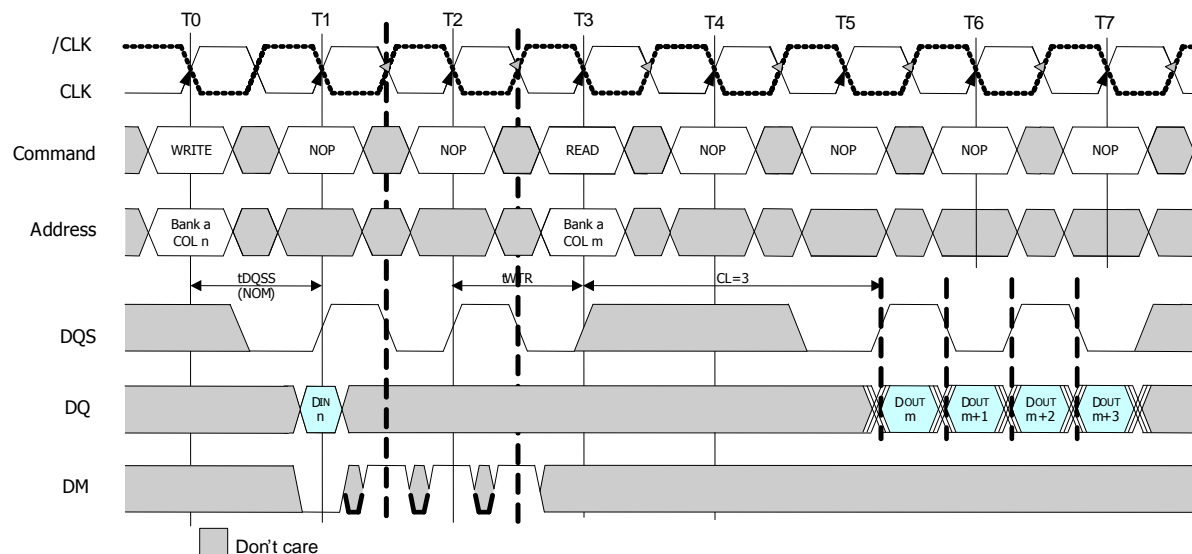 T0 T1 T2 T3 T4 T5 T6 T7
/CLK
CLK
Command WRITE NOP NOP READ NOP NOP NOP NOP
Address Bank a COL n Bank a COL m
tDQSS
(NOM)
tWTR
CL=3
DQS
DQ DIN n DOUT m DOUT m+1 DOUT m+2 DOUT m+3
DM
Don't care